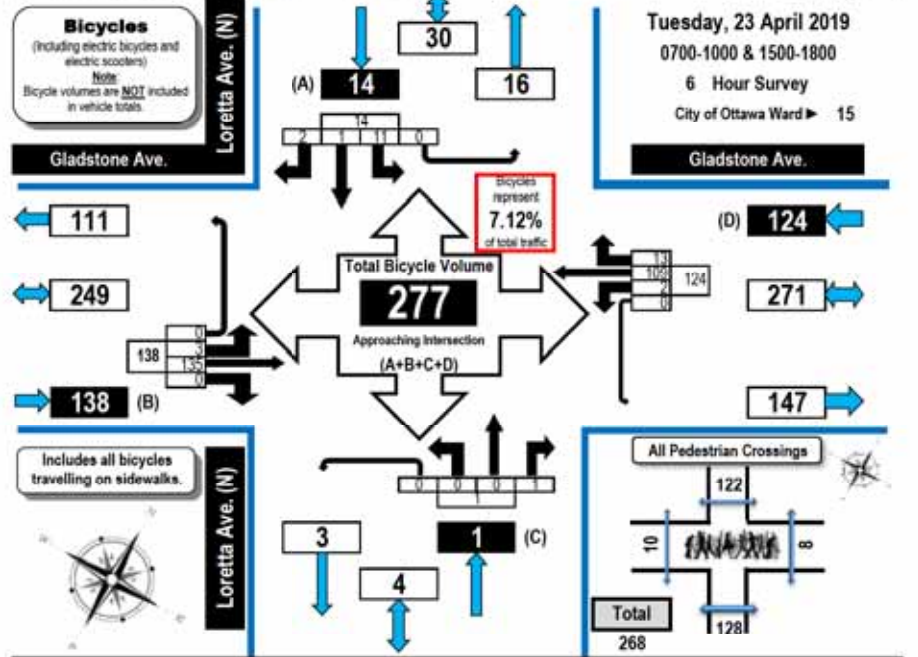 Bicycles
(Including electric bicycles and
electric scooters)
Note:
Bicycle volumes are NOT included
in vehicle totals.
Loretta Ave. (N)
Gladstone Ave.
30
(A) 14
16
14
2 1 11 0
Tuesday, 23 April 2019
0700-1000 & 1500-1800
6 Hour Survey
City of Ottawa Ward ► 15
Gladstone Ave.
Bicycles
represent
7.12%
of total traffic
111
249
138
0
3
135
0
138 (B)
Total Bicycle Volume
277
Approaching Intersection
(A+B+C+D)
(D) 124
13
109
2
0
124
271
147
Includes all bicycles
travelling on sidewalks.
Loretta Ave. (N)
0 0 0 1
1
3
1 (C)
4
All Pedestrian Crossings
122
10
8
128
Total
268